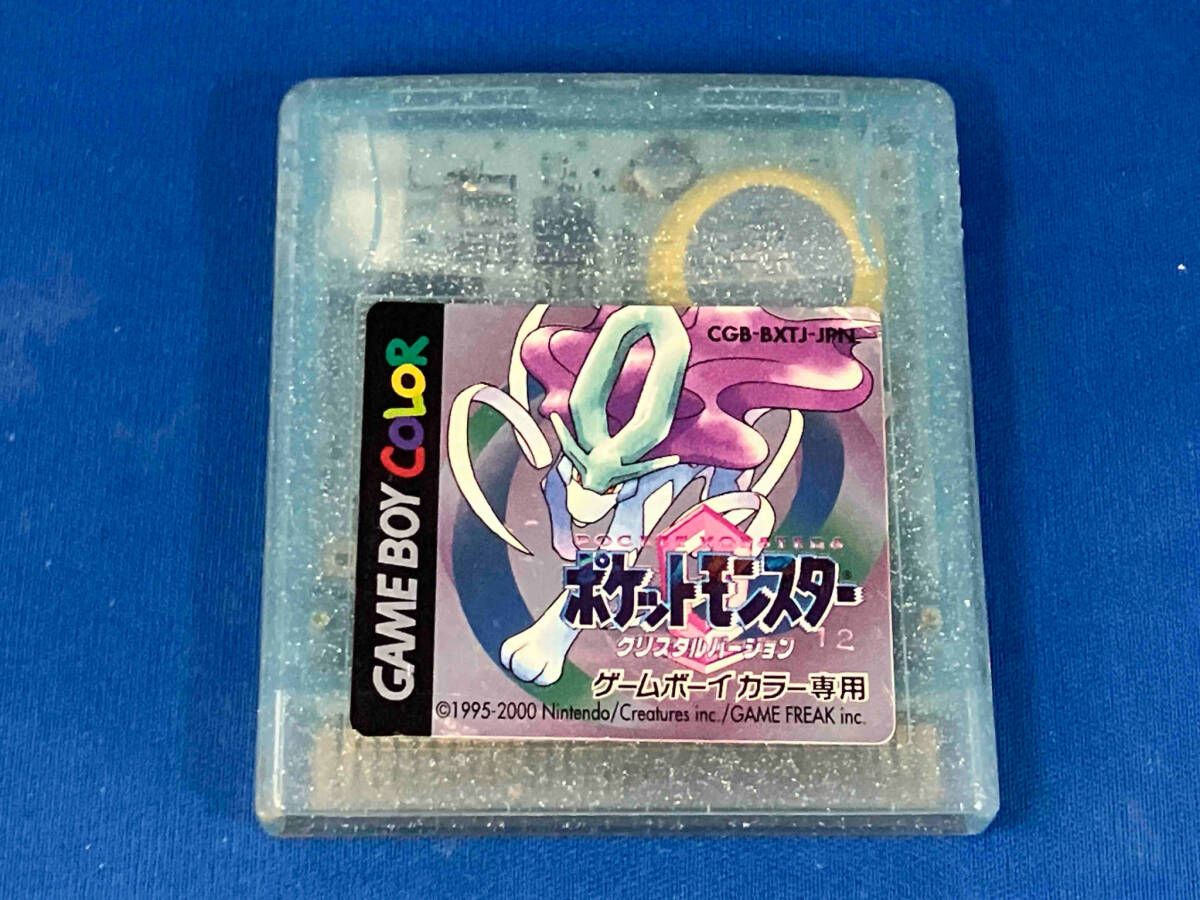 GAME BOY COLOR
CGB-BXTJ-JPN
POCKET MONSTERS
ポケットモンスター
®
クリスタルバージョン
12
ゲームボーイカラー専用
©1995-2000 Nintendo/Creatures inc./GAME FREAK inc.